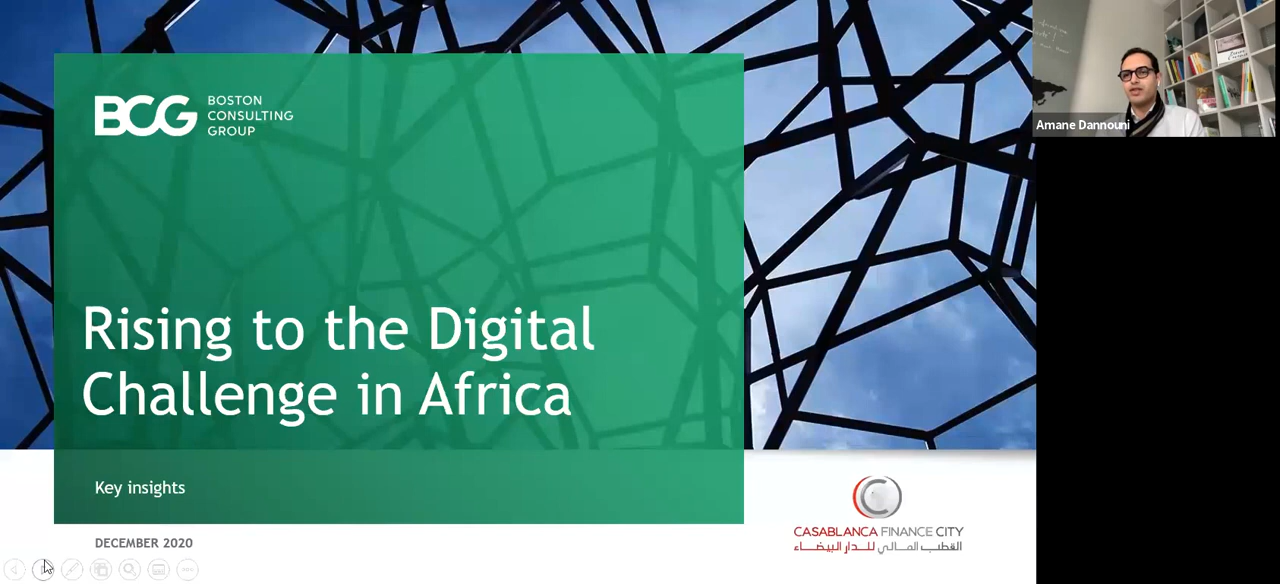 BCG
BOSTON
CONSULTING
GROUP
Amane Dannouni
Rising to the Digital
Challenge in Africa
Key insights
CASABLANCA FINANCE CITY
القطب المالي للدار البيضاء
DECEMBER 2020